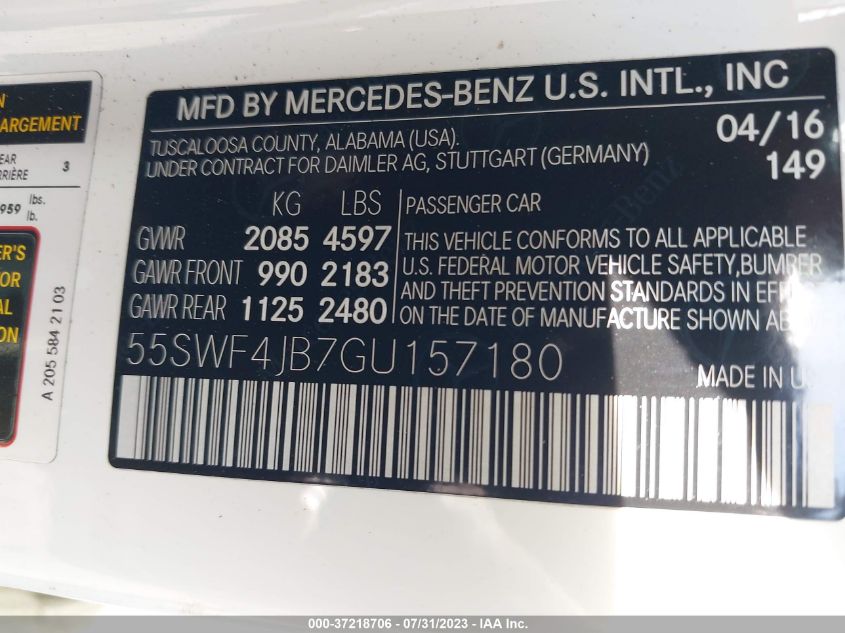 N
ARGEMENT
EAR 3
RRIÈRE
959 lbs.
lb.
ER'S
TOR
AL
NS.
A 205 584 21 03
MFD BY MERCEDES-BENZ U.S. INTL., INC
TUSCALOOSA COUNTY, ALABAMA (USA). 04/16
UNDER CONTRACT FOR DAIMLER AG, STUTTGART (GERMANY) 149
KG LBS PASSENGER CAR
GVWR 2085 4597 THIS VEHICLE CONFORMS TO ALL APPLICABLE
GAWR FRONT 990 2183 U.S. FEDERAL MOTOR VEHICLE SAFETY, BUMPER
GAWR REAR 1125 2480 AND THEFT PREVENTION STANDARDS IN EFFE
ON THE DATE OF MANUFACTURE SHOWN ABO
55SWF4JB7GU157180 MADE IN U
000-37218706 - 07/31/2023 - IAA Inc.